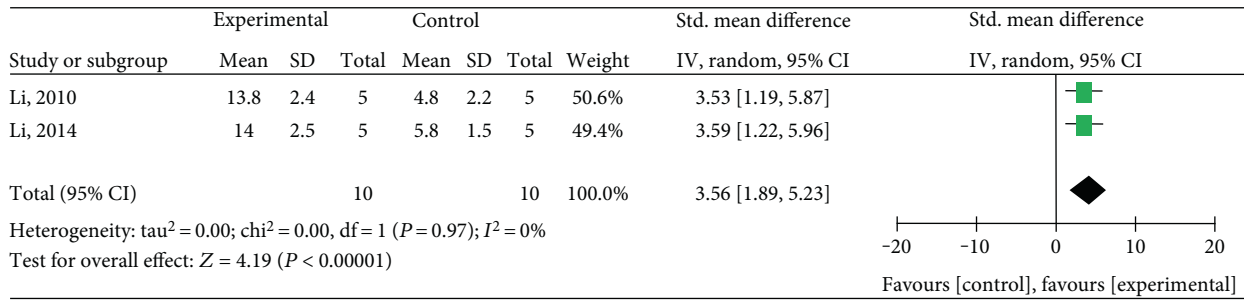 Experimental Control Std. mean difference Std. mean difference
Study or subgroup Mean SD Total Mean SD Total Weight IV, random, 95% CI IV, random, 95% CI
Li, 2010 13.8 2.4 5 4.8 2.2 5 50.6% 3.53 [1.19, 5.87]
Li, 2014 14 2.5 5 5.8 1.5 5 49.4% 3.59 [1.22, 5.96]
Total (95% CI) 10 10 100.0% 3.56 [1.89, 5.23]
Heterogeneity: tau² = 0.00; chi² = 0.00, df = 1 (P = 0.97); I² = 0%
−20 −10 0 10 20
Test for overall effect: Z = 4.19 (P < 0.00001)
Favours [control], favours [experimental]